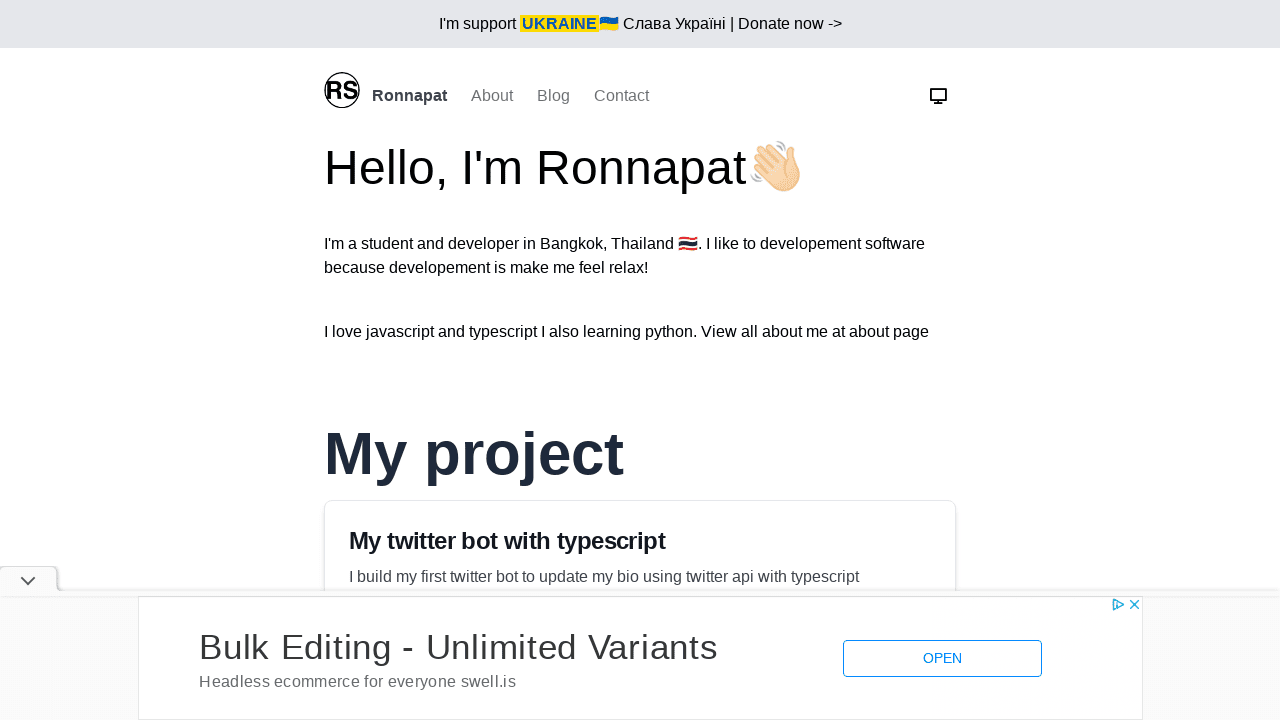 I'm support UKRAINE🇺🇦 Слава Україні | Donate now ->
RS Ronnapat About Blog Contact
Hello, I'm Ronnapat👋🏻
I'm a student and developer in Bangkok, Thailand 🇹🇭. I like to developement software
because developement is make me feel relax!
I love javascript and typescript I also learning python. View all about me at about page
My project
My twitter bot with typescript
I build my first twitter bot to update my bio using twitter api with typescript
Bulk Editing - Unlimited Variants
Headless ecommerce for everyone swell.is
OPEN